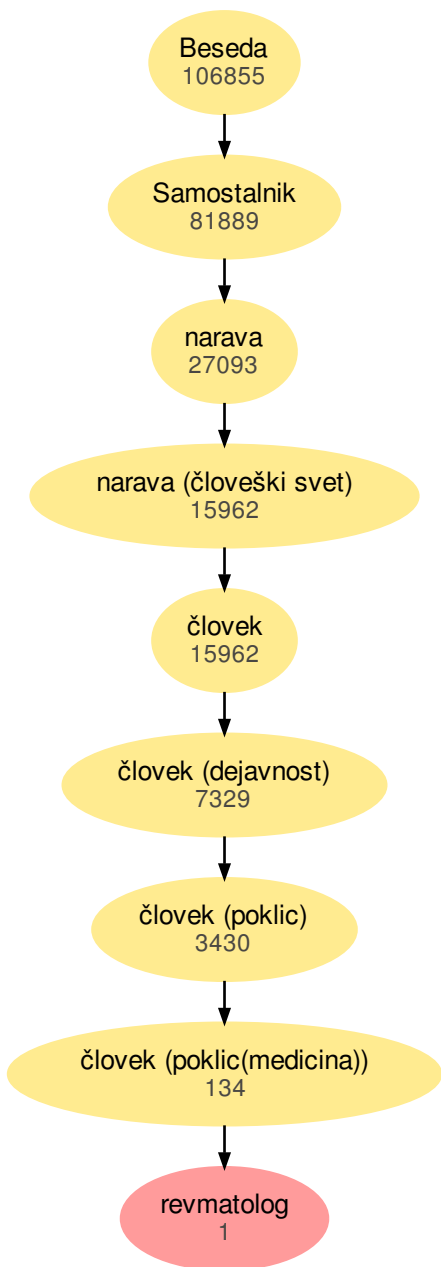 Beseda
106855
Samostalnik
81889
narava
27093
narava (človeški svet)
15962
človek
15962
človek (dejavnost)
7329
človek (poklic)
3430
človek (poklic(medicina))
134
revmatolog
1